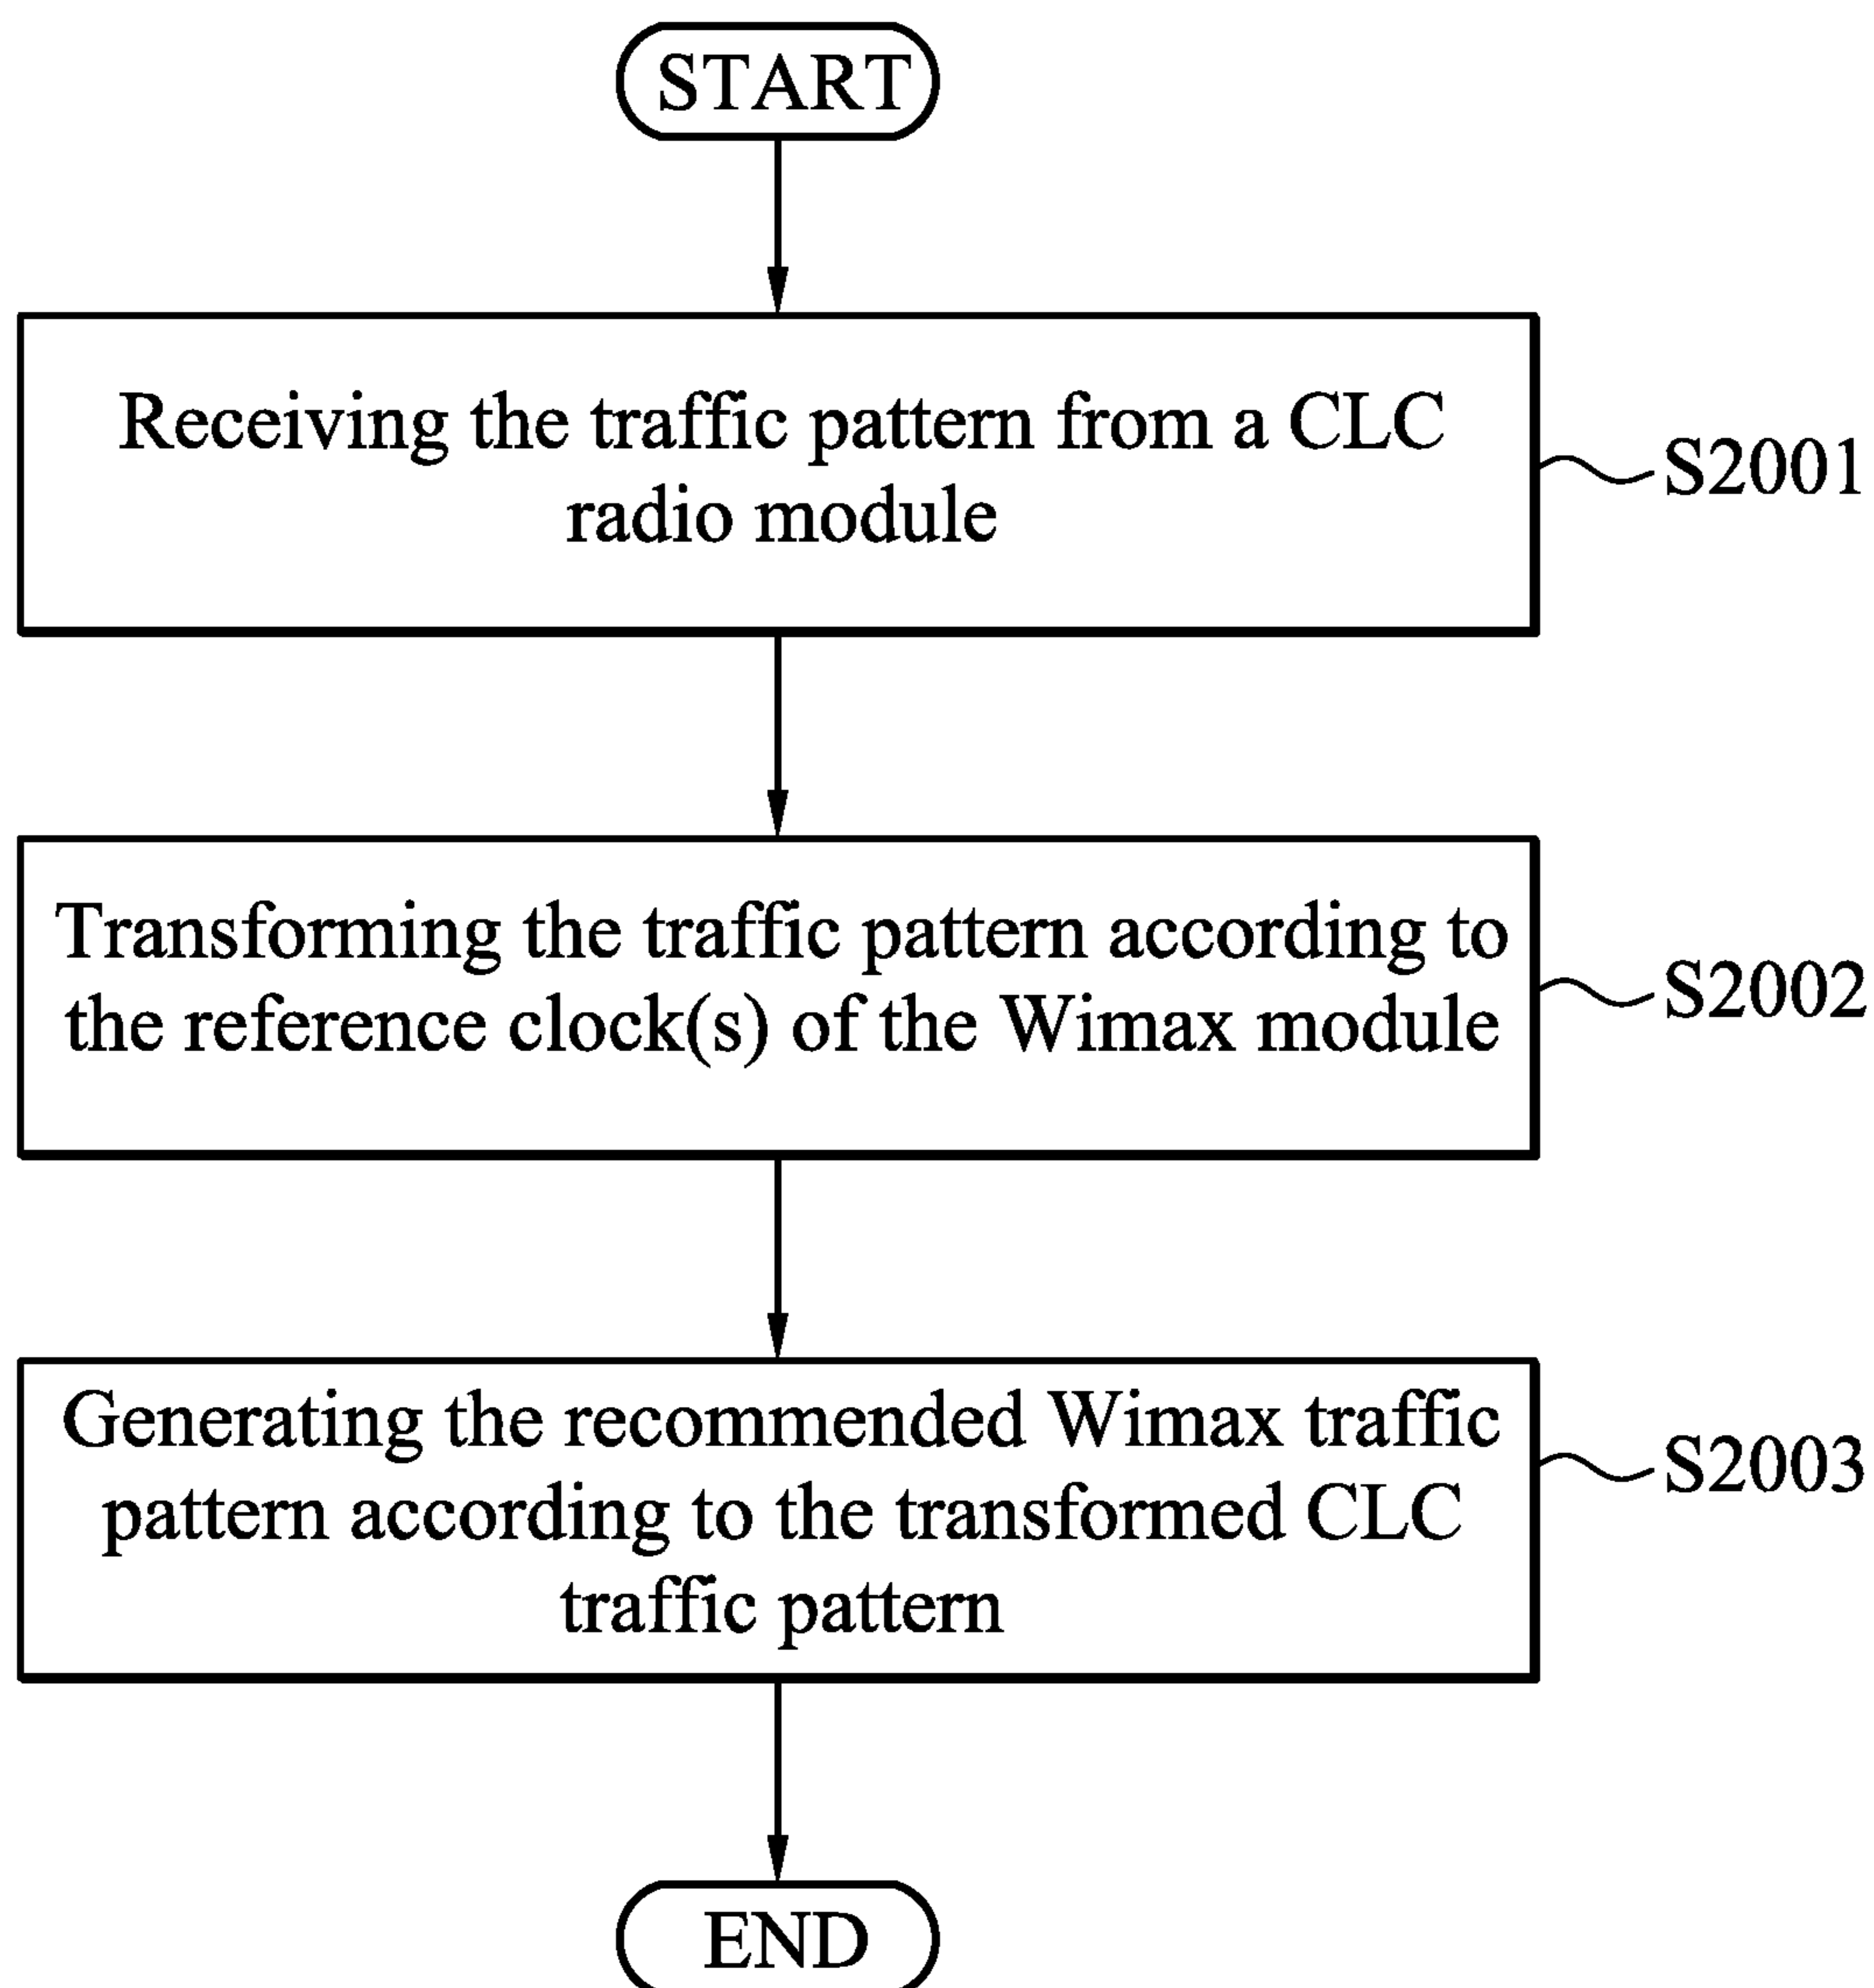 START
Receiving the traffic pattern from a CLC
radio module
S2001
Transforming the traffic pattern according to
the reference clock(s) of the Wimax module
S2002
Generating the recommended Wimax traffic
pattern according to the transformed CLC
traffic pattern
S2003
END